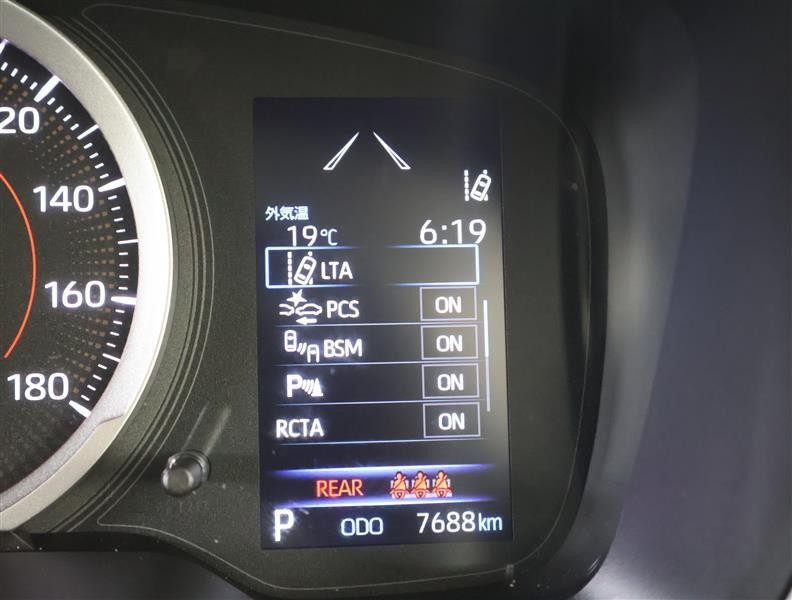 20
140
160
180
外気温
19℃ 6:19
LTA
PCS ON
BSM ON
P ON
RCTA ON
REAR
P ODO 7688km